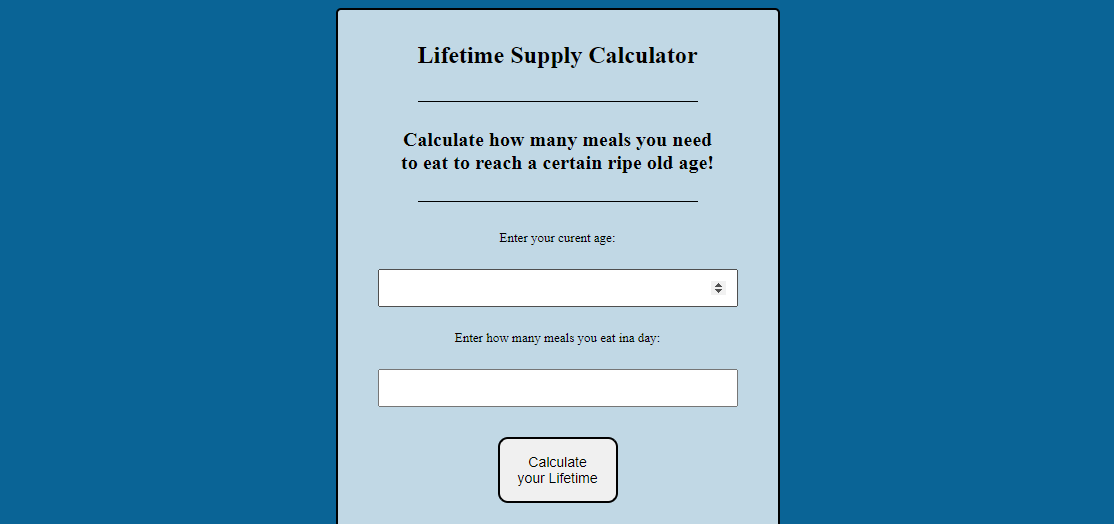 Lifetime Supply Calculator
Calculate how many meals you need
to eat to reach a certain ripe old age!
Enter your curent age:
Enter how many meals you eat ina day:
Calculate
your Lifetime